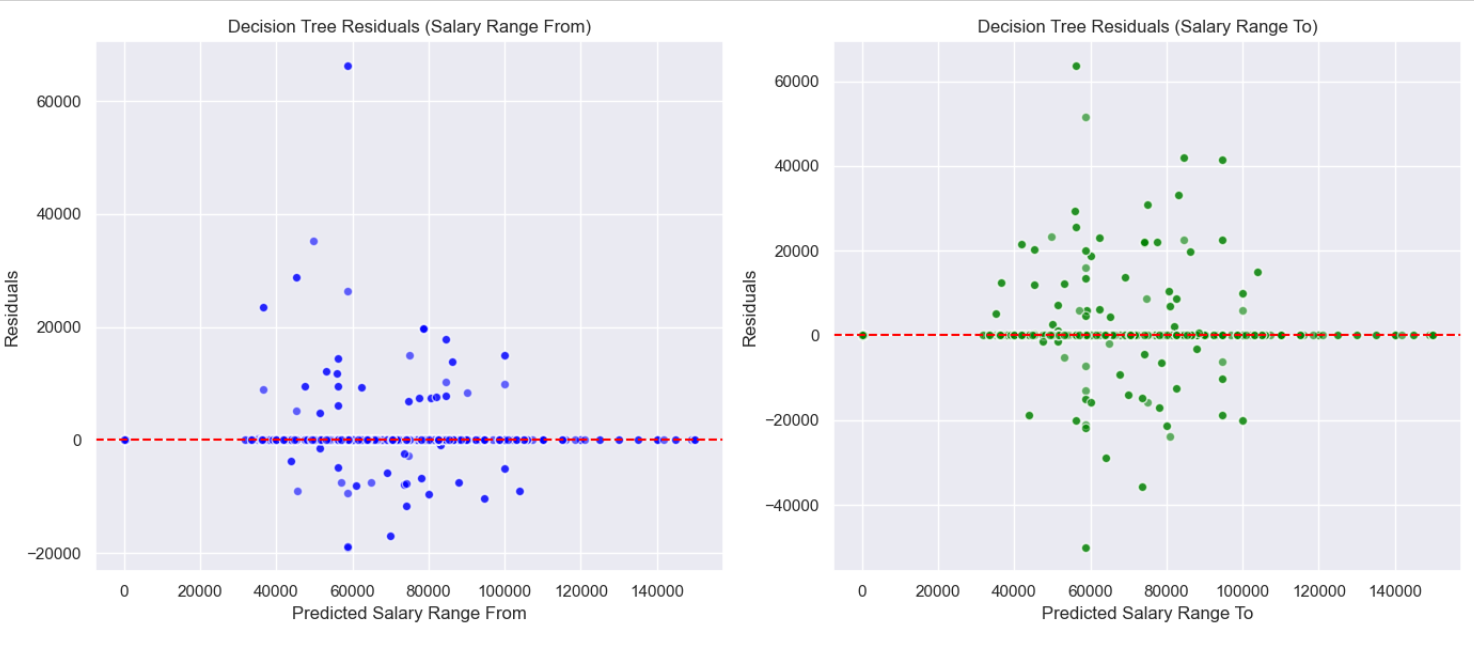 Decision Tree Residuals (Salary Range From)
Residuals
60000
40000
20000
0
−20000
0 20000 40000 60000 80000 100000 120000 140000
Predicted Salary Range From
Decision Tree Residuals (Salary Range To)
Residuals
60000
40000
20000
0
−20000
−40000
0 20000 40000 60000 80000 100000 120000 140000
Predicted Salary Range To